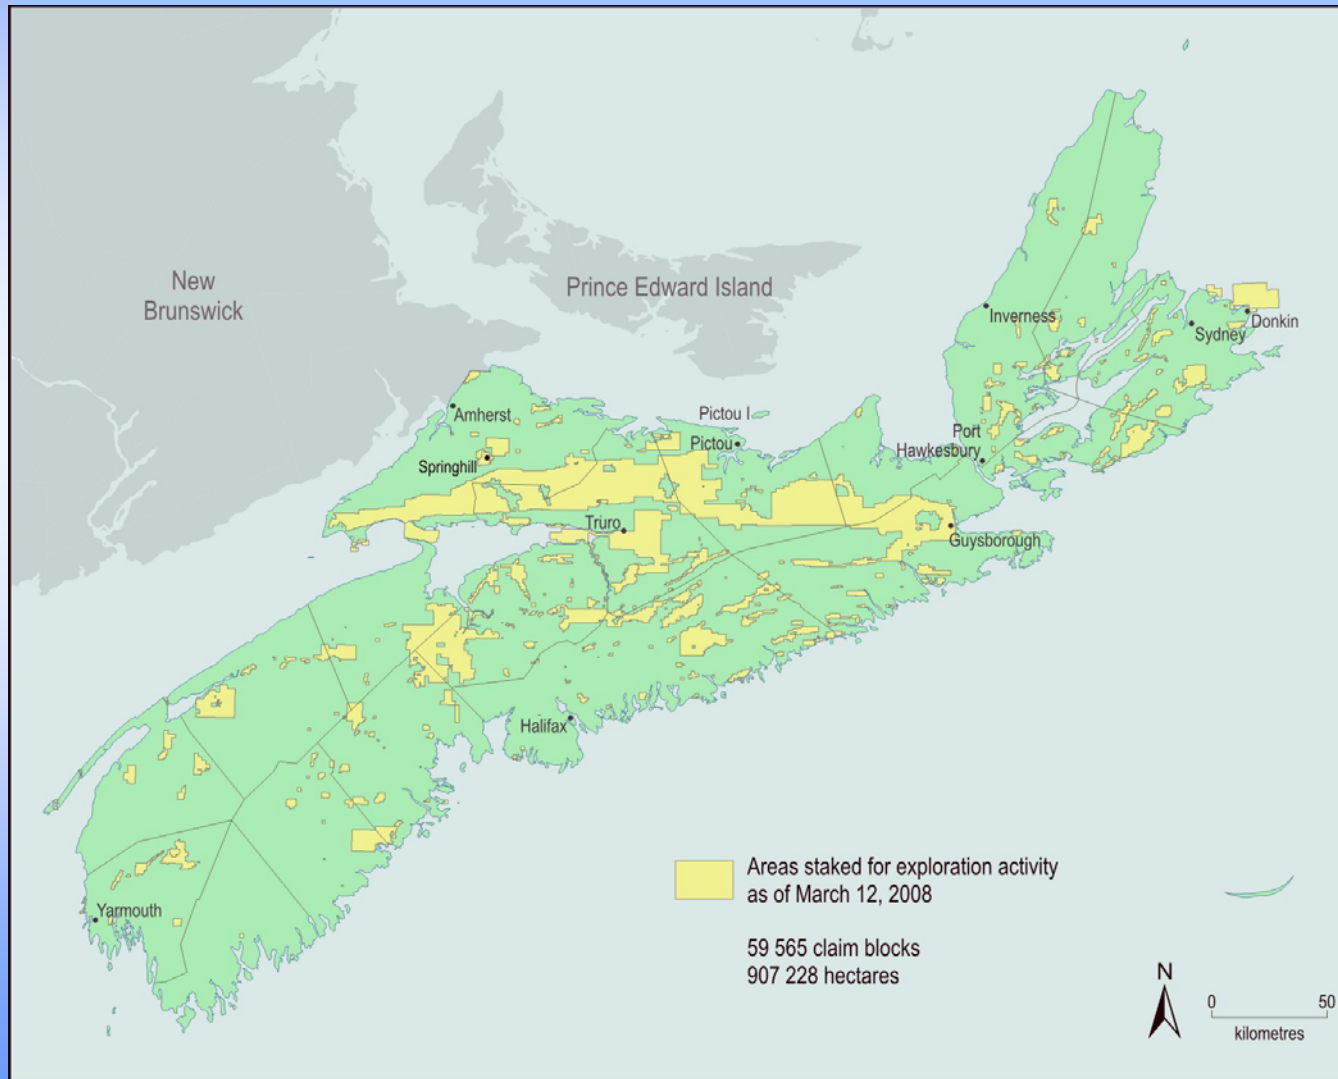 New
Brunswick
Prince Edward Island
Inverness
Donkin
Sydney
Amherst
Pictou I
Pictou
Port
Hawkesbury
Springhill
Truro
Guysborough
Halifax
Yarmouth
Areas staked for exploration activity
as of March 12, 2008
59 565 claim blocks
907 228 hectares
N
0 50
kilometres